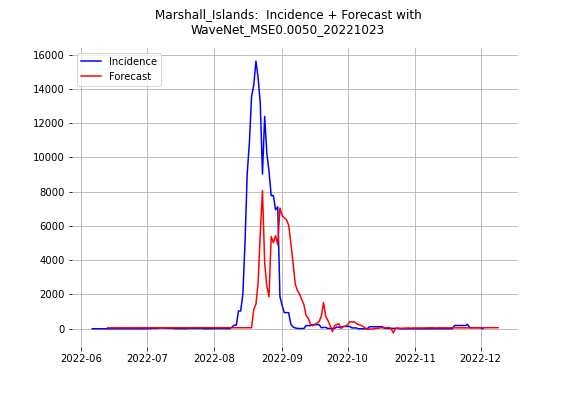 Marshall_Islands:  Incidence + Forecast with
WaveNet_MSE0.0050_20221023
Incidence
Forecast
16000
14000
12000
10000
8000
6000
4000
2000
0
2022-06 2022-07 2022-08 2022-09 2022-10 2022-11 2022-12